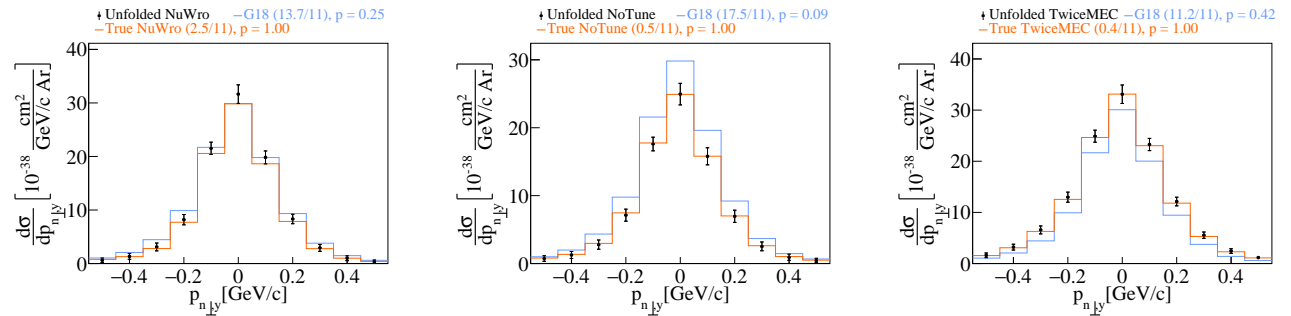 Unfolded NuWro G18 (13.7/11), p = 0.25
True NuWro (2.5/11), p = 1.00
40
30
20
10
0
−0.4 −0.2 0 0.2 0.4
p_{n⊥y} [GeV/c]
dσ/dp_{n⊥y} [10^{-38} cm²/(GeV/c Ar)]
Unfolded NoTune G18 (17.5/11), p = 0.09
True NoTune (0.5/11), p = 1.00
30
20
10
0
−0.4 −0.2 0 0.2 0.4
p_{n⊥y} [GeV/c]
dσ/dp_{n⊥y} [10^{-38} cm²/(GeV/c Ar)]
Unfolded TwiceMEC G18 (11.2/11), p = 0.42
True TwiceMEC (0.4/11), p = 1.00
40
30
20
10
0
−0.4 −0.2 0 0.2 0.4
p_{n⊥y} [GeV/c]
dσ/dp_{n⊥y} [10^{-38} cm²/(GeV/c Ar)]